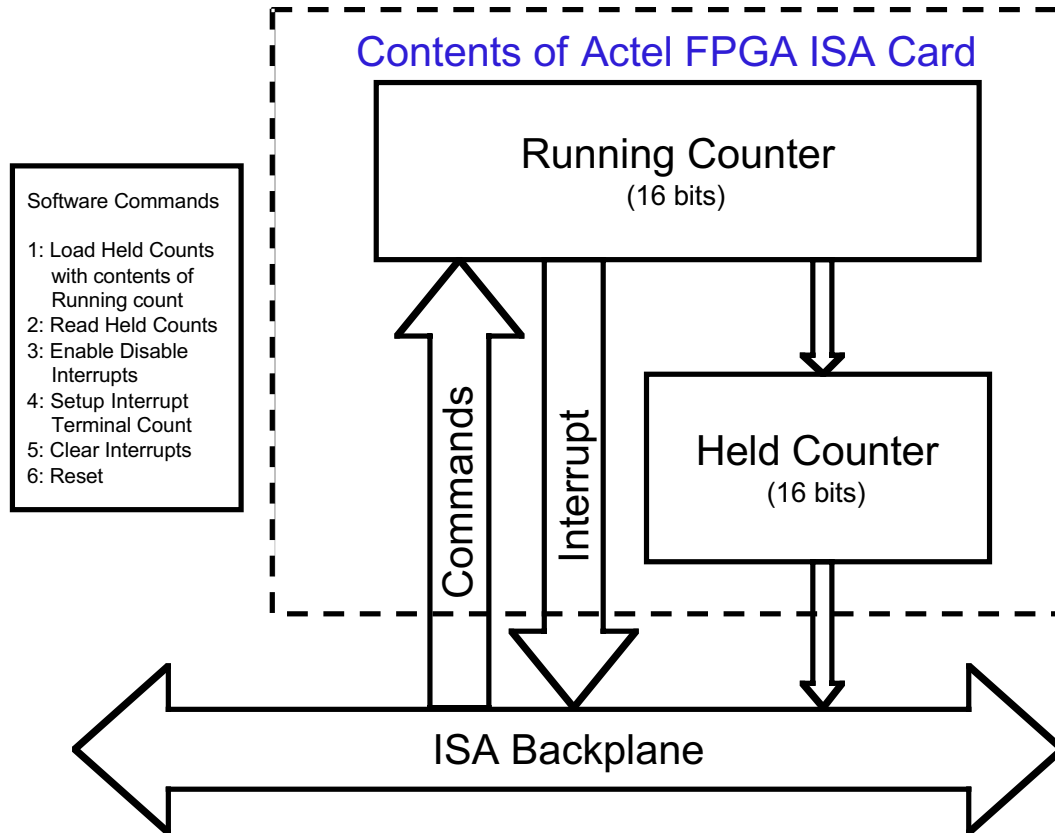 Contents of Actel FPGA ISA Card
Running Counter
(16 bits)
Software Commands
1: Load Held Counts
with contents of
Running count
2: Read Held Counts
3: Enable Disable
Interrupts
4: Setup Interrupt
Terminal Count
5: Clear Interrupts
6: Reset
Commands
Interrupt
Held Counter
(16 bits)
ISA Backplane